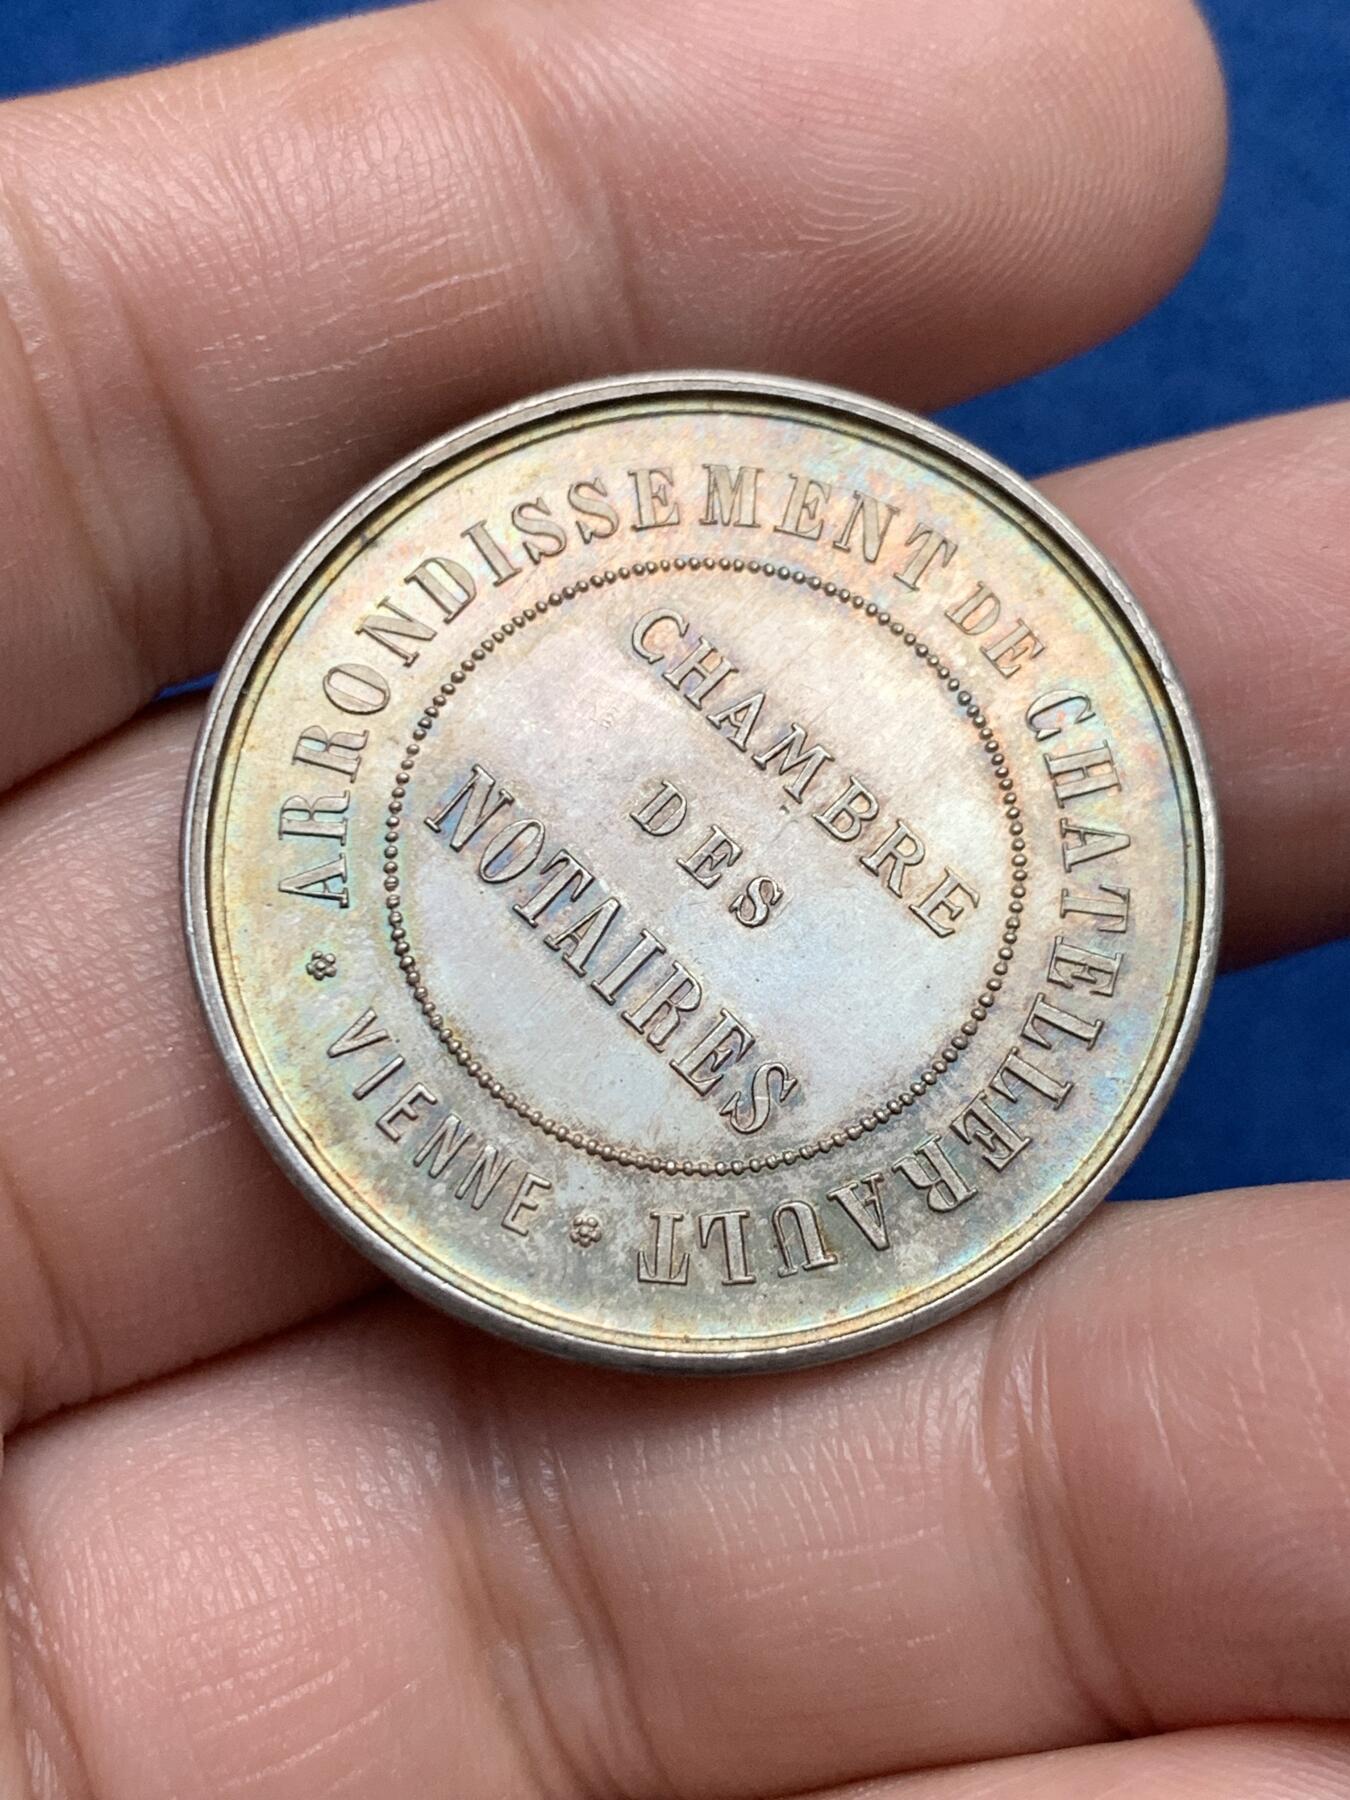 ARRONDISSEMENT DE CHATELLERAULT
CHAMBRE
DES
NOTAIRES
VIENNE